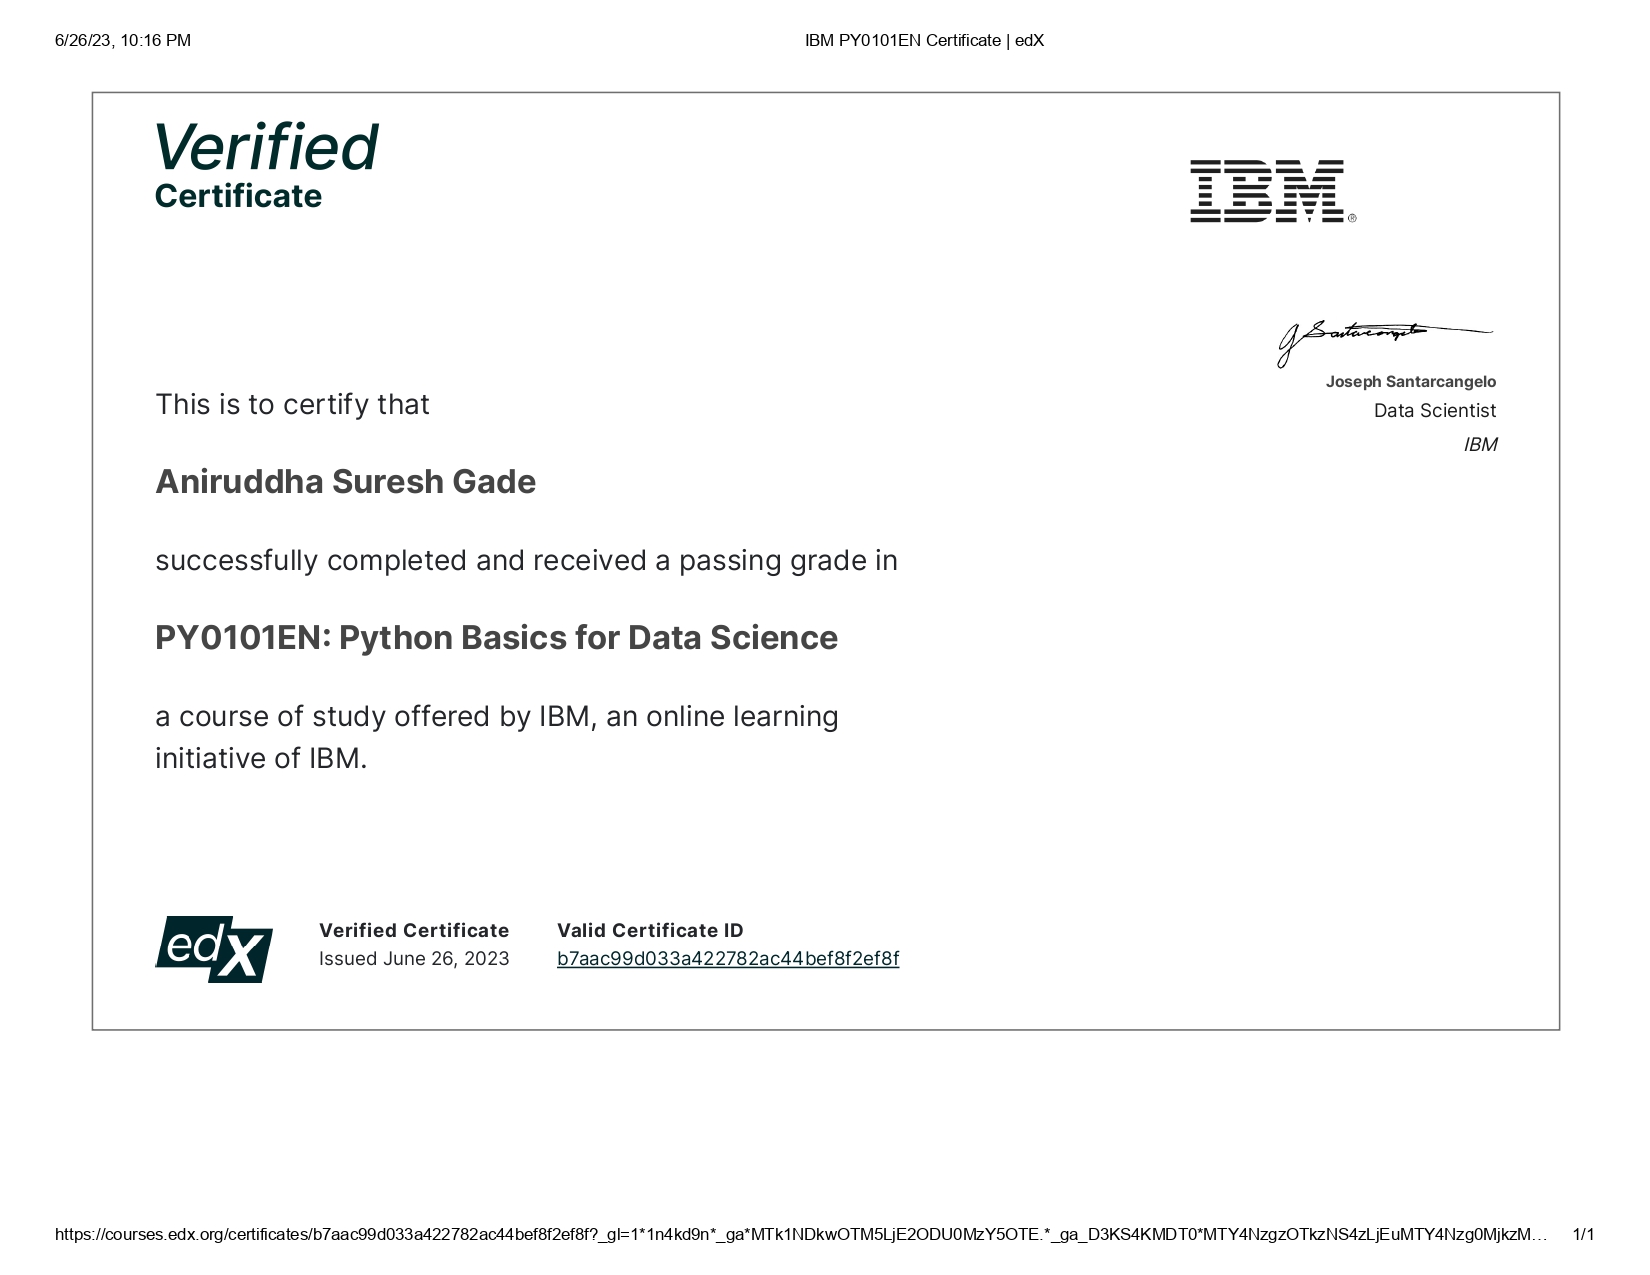 6/26/23, 10:16 PM
IBM PY0101EN Certificate | edX
Verified
Certificate
IBM®
J Santarcangelo
Joseph Santarcangelo
Data Scientist
IBM
This is to certify that
Aniruddha Suresh Gade
successfully completed and received a passing grade in
PY0101EN: Python Basics for Data Science
a course of study offered by IBM, an online learning
initiative of IBM.
edX
Verified Certificate
Issued June 26, 2023
Valid Certificate ID
b7aac99d033a422782ac44bef8f2ef8f
https://courses.edx.org/certificates/b7aac99d033a422782ac44bef8f2ef8f?_gl=1*1n4kd9n*_ga*MTk1NDkwOTM5LjE2ODU0MzY5OTE.*_ga_D3KS4KMDT0*MTY4NzgzOTkzNS4zLjEuMTY4Nzg0MjkzM…
1/1